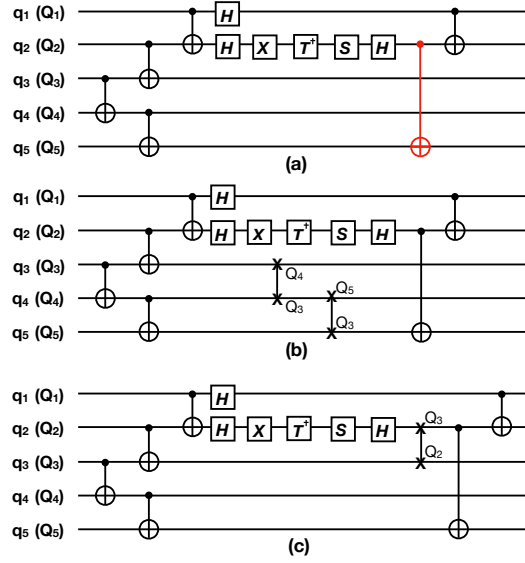 q₁ (Q₁) H
q₂ (Q₂) H X T⁺ S H
q₃ (Q₃)
q₄ (Q₄)
q₅ (Q₅)
(a)
q₁ (Q₁) H
q₂ (Q₂) H X T⁺ S H
q₃ (Q₃) Q₄
q₄ (Q₄) Q₃ Q₅
q₅ (Q₅) Q₃
(b)
q₁ (Q₁) H
q₂ (Q₂) H X T⁺ S H Q₃
q₃ (Q₃) Q₂
q₄ (Q₄)
q₅ (Q₅)
(c)